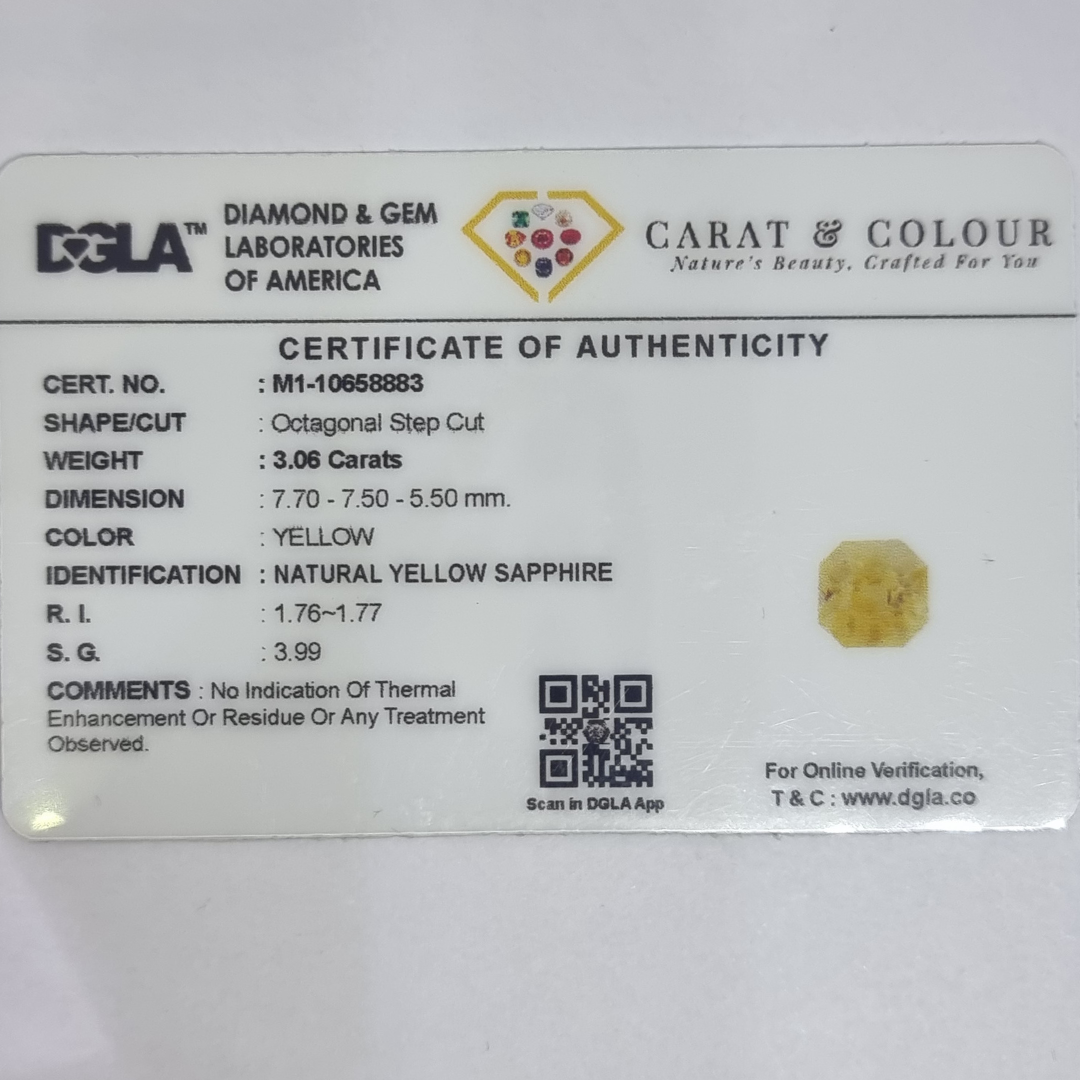 DGLA™
DIAMOND & GEM
LABORATORIES
OF AMERICA
CARAT & COLOUR
Nature's Beauty, Crafted For You
CERTIFICATE OF AUTHENTICITY
CERT. NO. : M1-10658883
SHAPE/CUT : Octagonal Step Cut
WEIGHT : 3.06 Carats
DIMENSION : 7.70 - 7.50 - 5.50 mm.
COLOR : YELLOW
IDENTIFICATION : NATURAL YELLOW SAPPHIRE
R. I. : 1.76~1.77
S. G. : 3.99
COMMENTS : No Indication Of Thermal
Enhancement Or Residue Or Any Treatment
Observed.
Scan in DGLA App
For Online Verification,
T & C : www.dgla.co